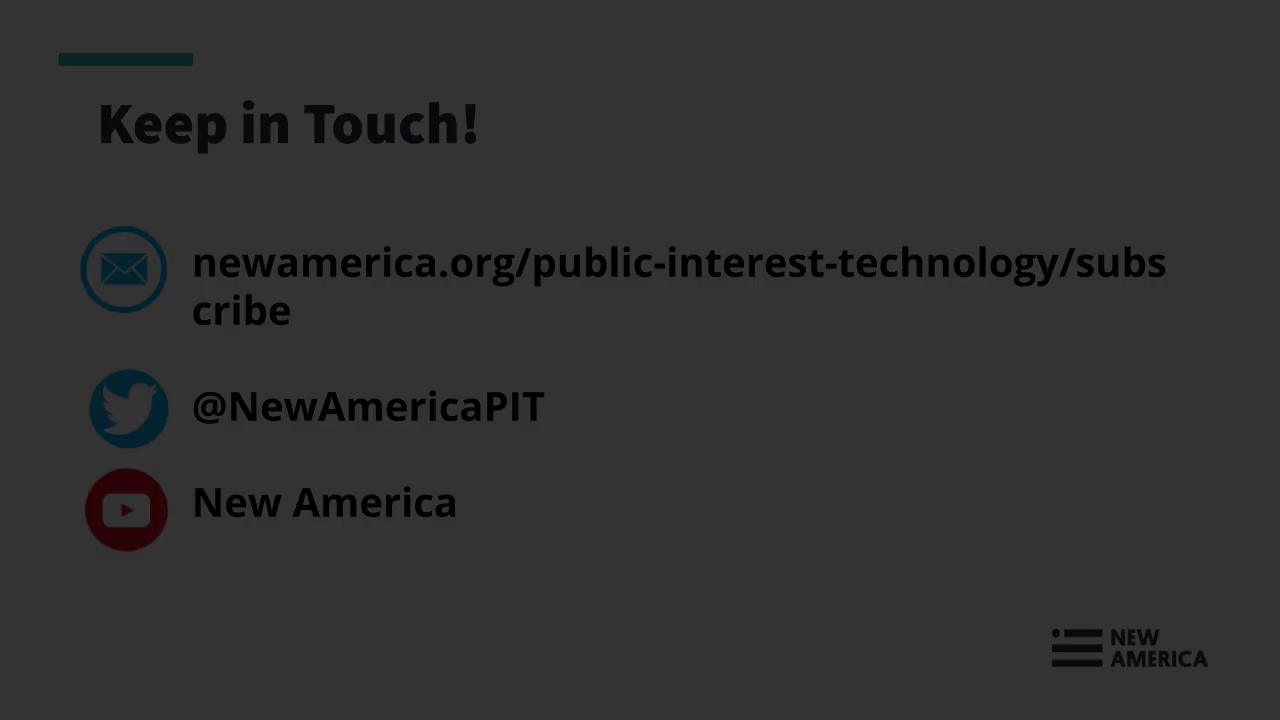 Keep in Touch!
newamerica.org/public-interest-technology/subs
cribe
@NewAmericaPIT
New America
NEW
AMERICA